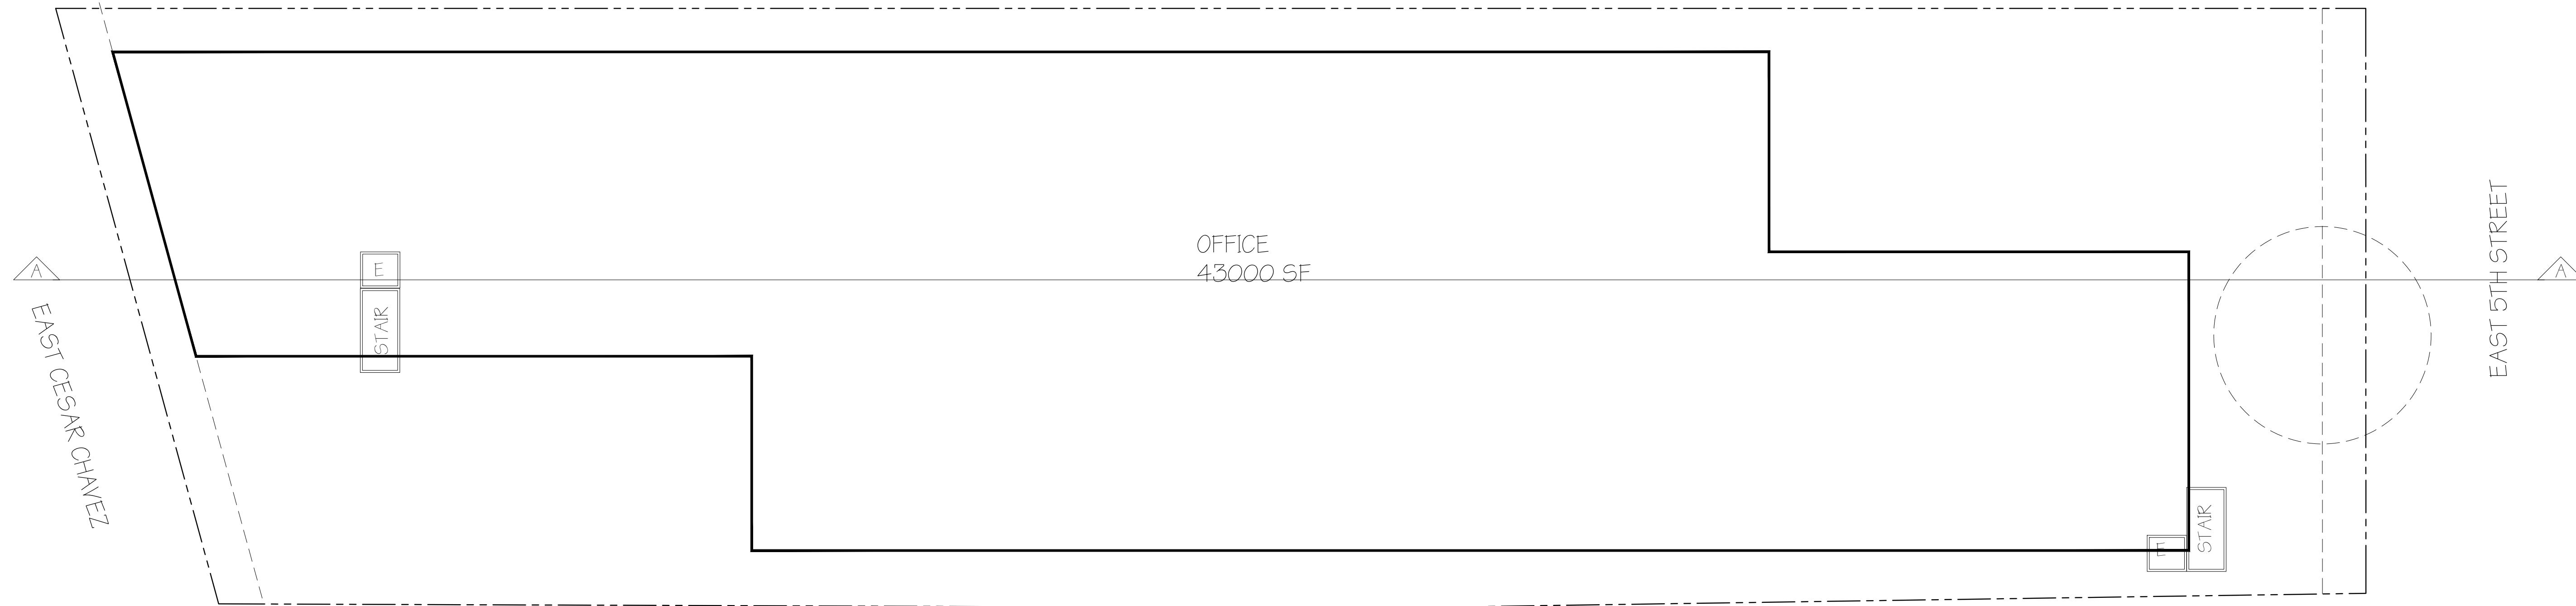 A
EAST CESAR CHAVEZ
E
STAIR
OFFICE
43000 SF
E
STAIR
EAST 5TH STREET
A